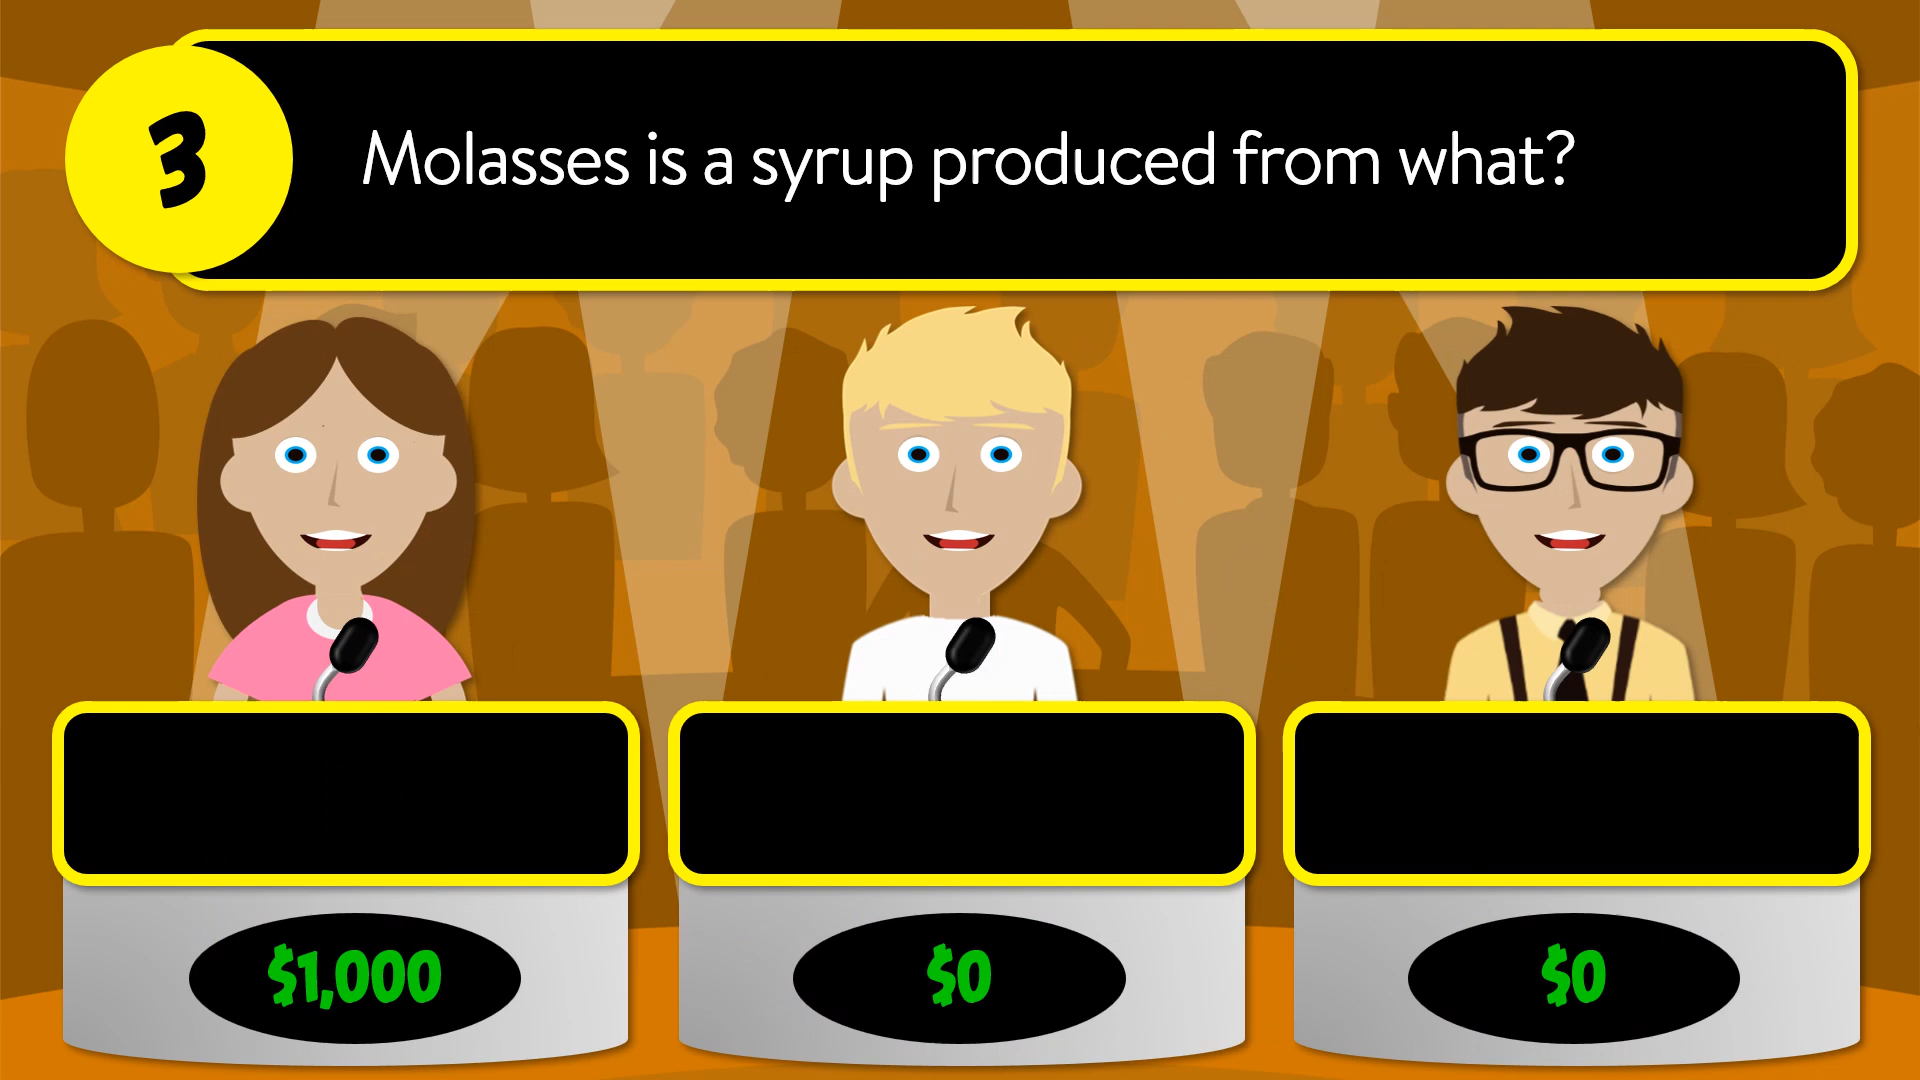 3
Molasses is a syrup produced from what?
$1,000
$0
$0